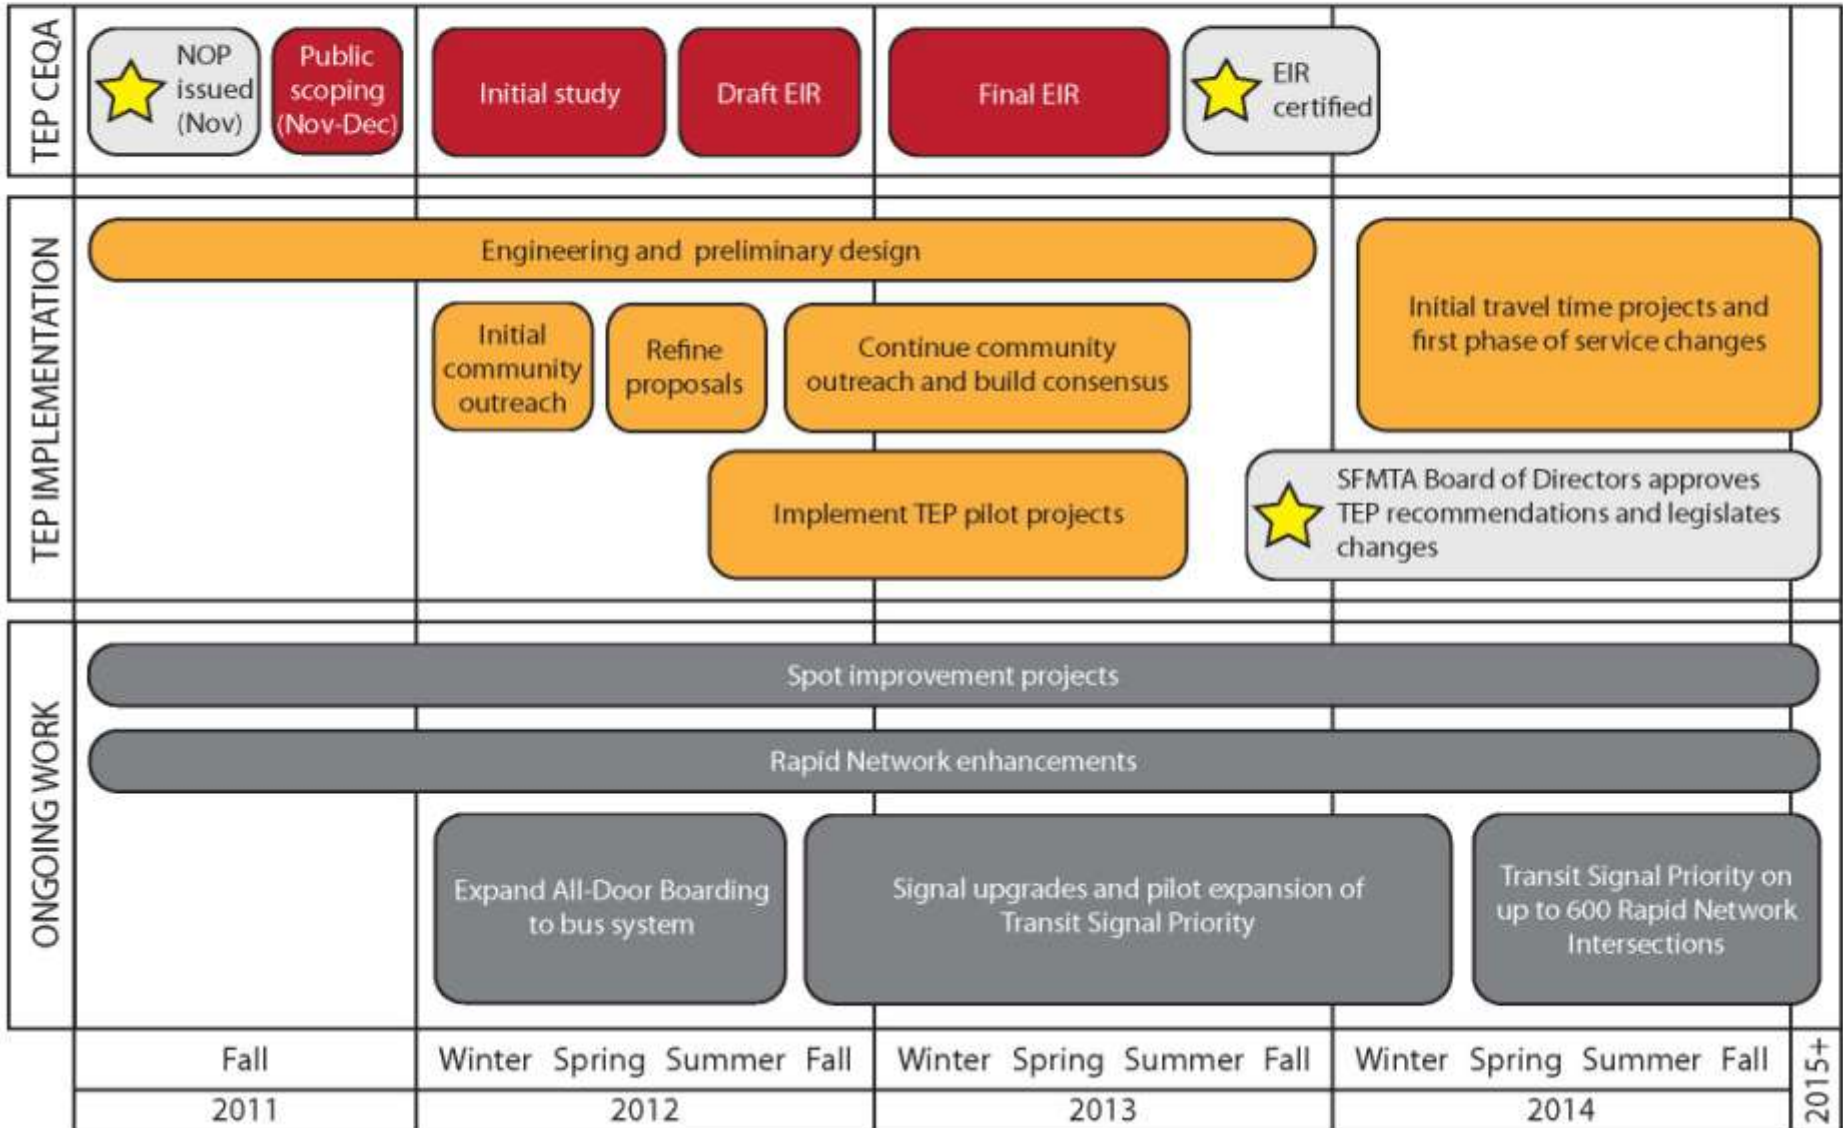 TEP CEQA
NOP
issued
(Nov)
Public
scoping
(Nov-Dec)
Initial study
Draft EIR
Final EIR
EIR
certified
TEP IMPLEMENTATION
Engineering and preliminary design
Initial
community
outreach
Refine
proposals
Continue community
outreach and build consensus
Initial travel time projects and
first phase of service changes
Implement TEP pilot projects
SFMTA Board of Directors approves
TEP recommendations and legislates
changes
ONGOING WORK
Spot improvement projects
Rapid Network enhancements
Expand All-Door Boarding
to bus system
Signal upgrades and pilot expansion of
Transit Signal Priority
Transit Signal Priority on
up to 600 Rapid Network
Intersections
Fall
Winter Spring Summer Fall
Winter Spring Summer Fall
Winter Spring Summer Fall
2011
2012
2013
2014
2015+